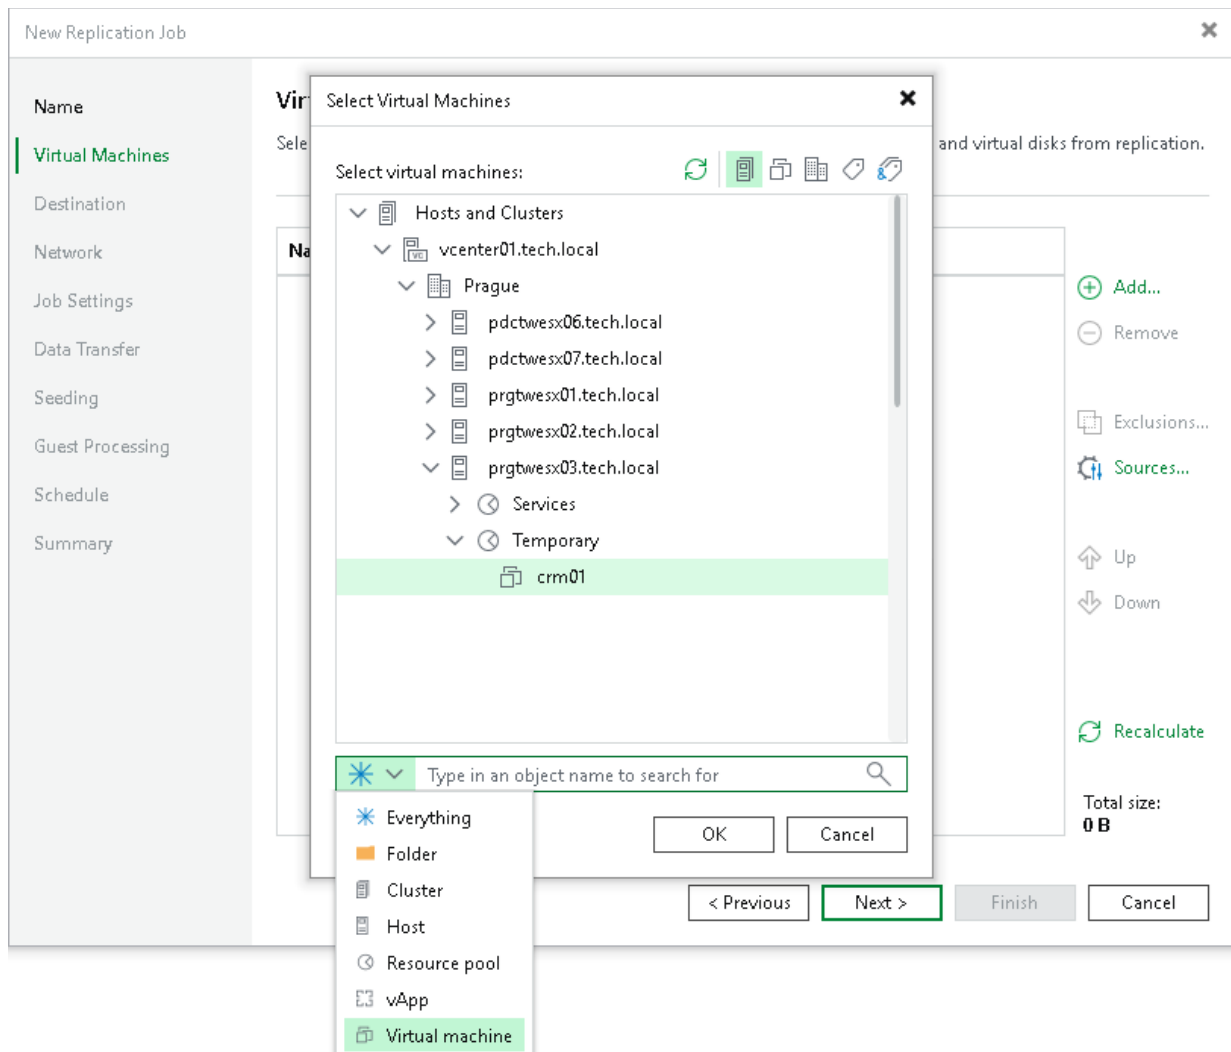 New Replication Job
Name
Virtual Machines
Destination
Network
Job Settings
Data Transfer
Seeding
Guest Processing
Schedule
Summary
Vir
Sele
and virtual disks from replication.
Na
Select Virtual Machines
Select virtual machines:
Hosts and Clusters
vcenter01.tech.local
Prague
pdctwesx06.tech.local
pdctwesx07.tech.local
prgtwesx01.tech.local
prgtwesx02.tech.local
prgtwesx03.tech.local
Services
Temporary
crm01
Type in an object name to search for
Everything
Folder
Cluster
Host
Resource pool
vApp
Virtual machine
OK Cancel
Add...
Remove
Exclusions...
Sources...
Up
Down
Recalculate
Total size:
0 B
< Previous Next > Finish Cancel